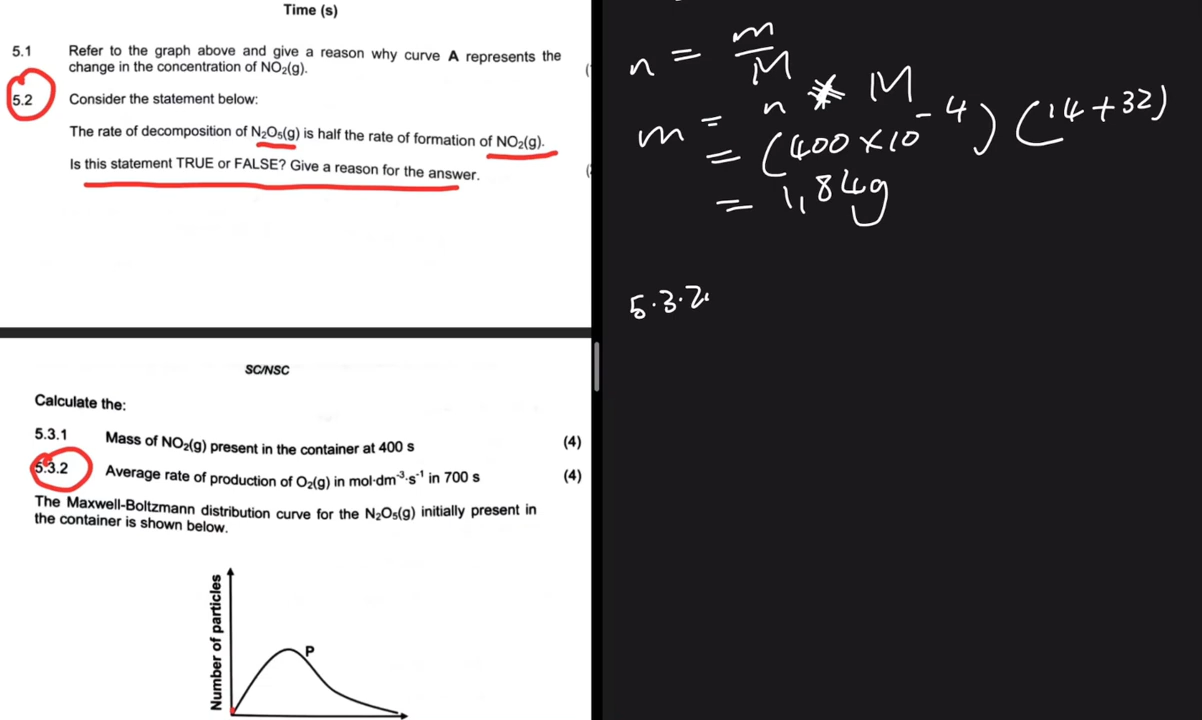 Time (s)
5.1 Refer to the graph above and give a reason why curve A represents the
change in the concentration of NO₂(g).
5.2 Consider the statement below:
The rate of decomposition of N₂O₅(g) is half the rate of formation of NO₂(g).
Is this statement TRUE or FALSE? Give a reason for the answer.
SC/NSC
Calculate the:
5.3.1 Mass of NO₂(g) present in the container at 400 s (4)
5.3.2 Average rate of production of O₂(g) in mol·dm⁻³·s⁻¹ in 700 s (4)
The Maxwell-Boltzmann distribution curve for the N₂O₅(g) initially present in
the container is shown below.
Number of particles
P
n = m/M
m = n * M
= (400 × 10⁻⁴) (14+32)
= 1,84g
5.3.2